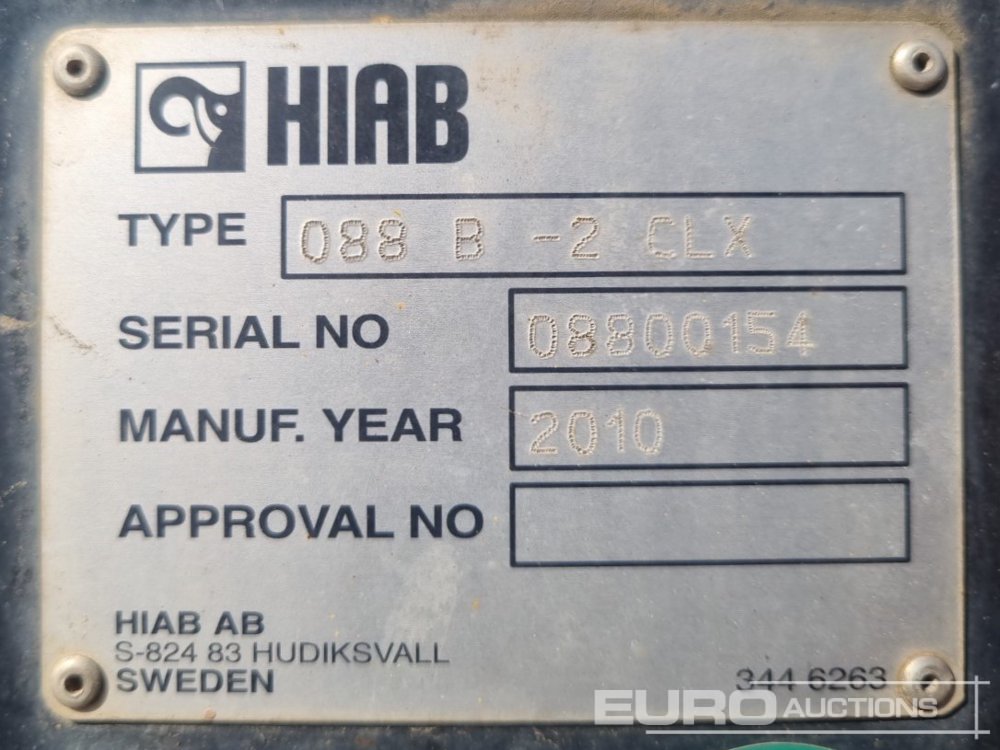 HIAB
TYPE 088 B -2 CLX
SERIAL NO 08800154
MANUF. YEAR 2010
APPROVAL NO
HIAB AB
S-824 83 HUDIKSVALL
SWEDEN 344 6263
EURO AUCTIONS